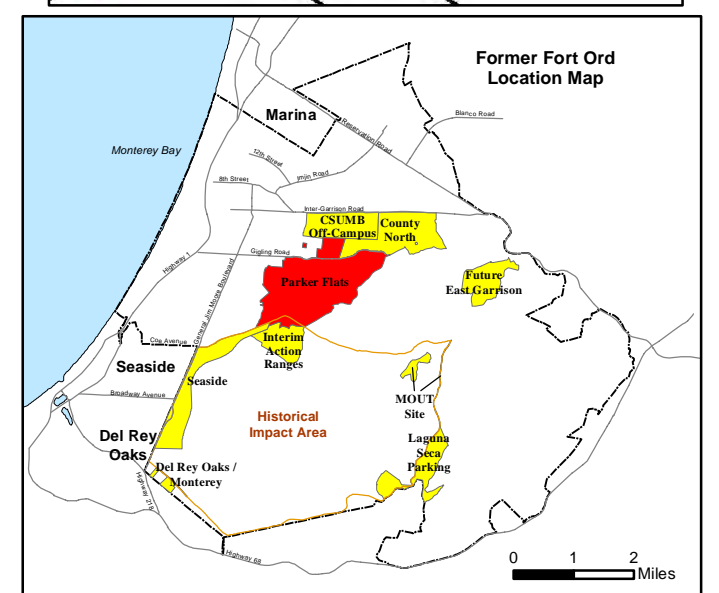 Former Fort Ord
Location Map
Marina
Blanco Road
Reservation Road
Monterey Bay
12th Street
Imjin Road
8th Street
Inter-Garrison Road
CSUMB
Off-Campus
County
North
Gigling Road
Highway 1
General Jim Moore Boulevard
Parker Flats
Future
East Garrison
Coe Avenue
Interim
Action
Ranges
Seaside
Seaside
Broadway Avenue
MOUT
Site
Historical
Impact Area
Del Rey
Oaks
Laguna
Seca
Parking
Del Rey Oaks /
Monterey
Highway 218
Highway 68
0 1 2
Miles